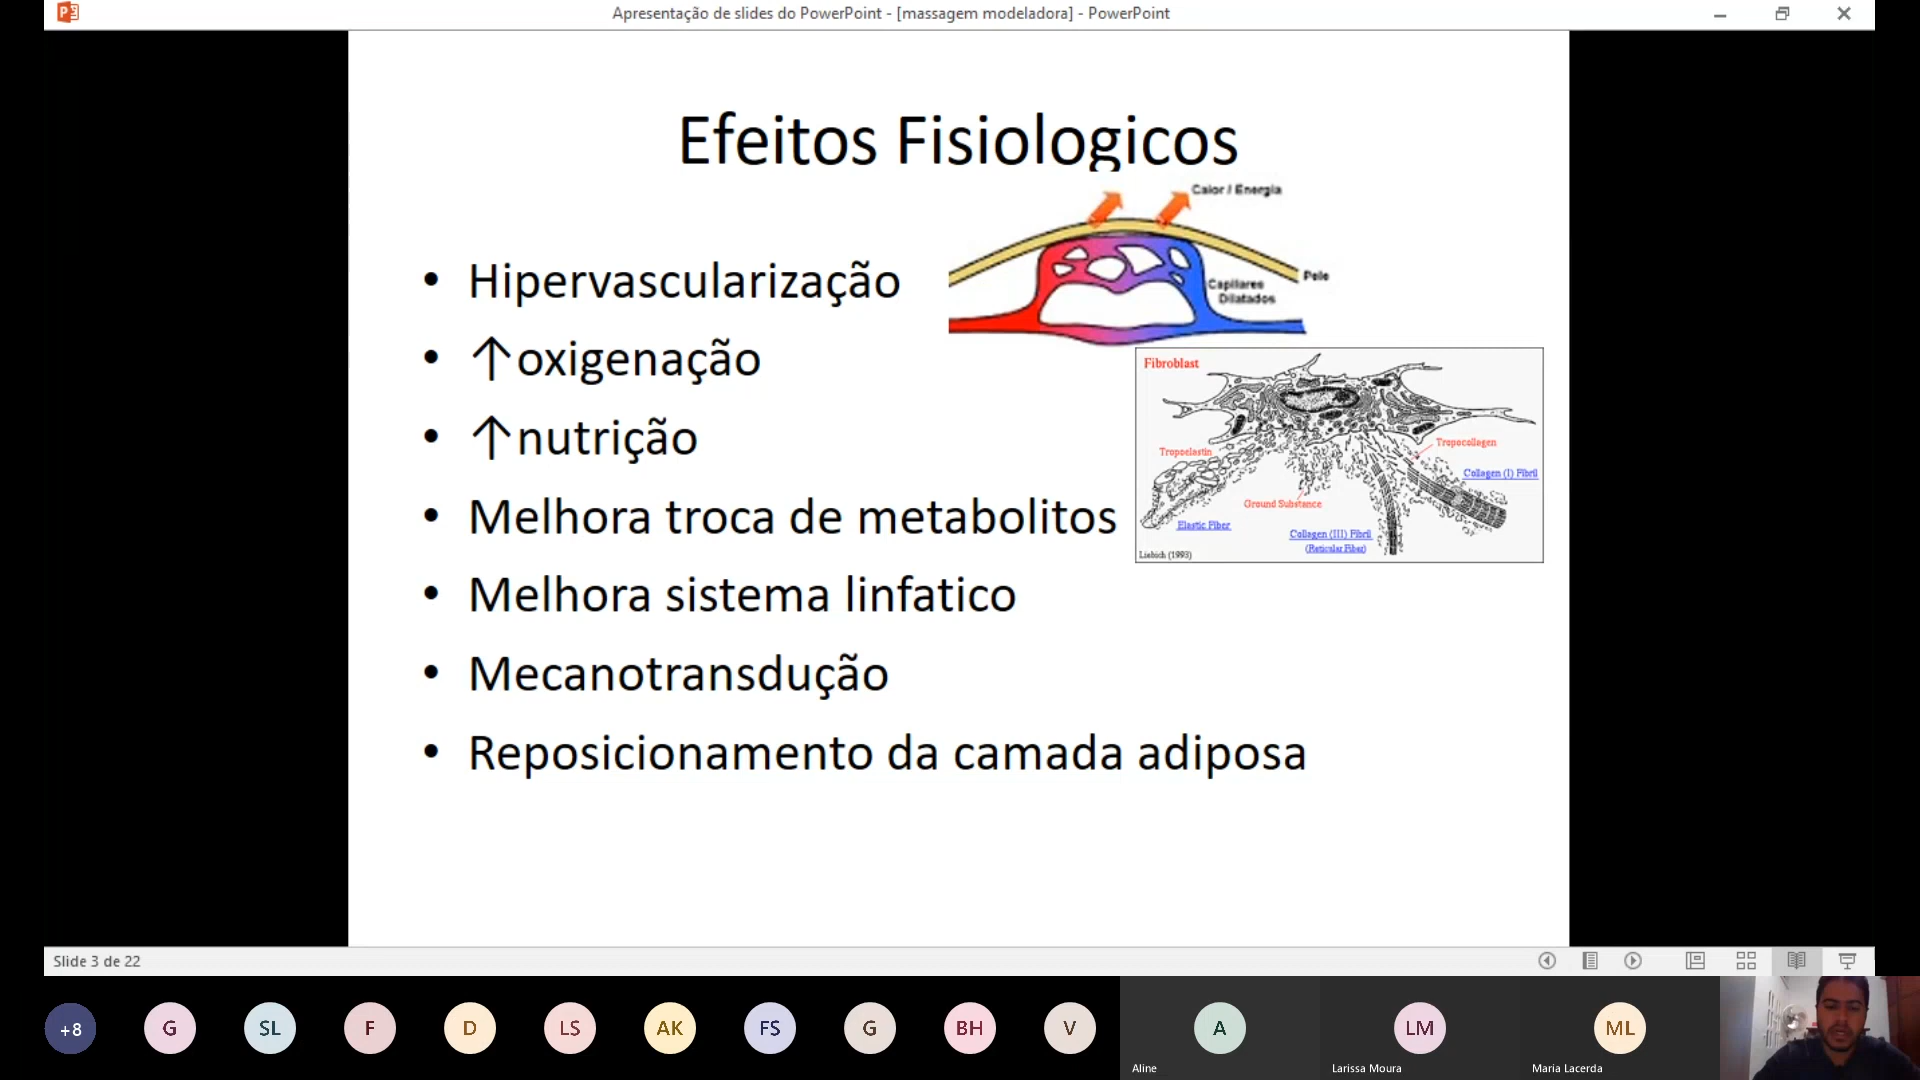 Apresentação de slides do PowerPoint - [massagem modeladora] - PowerPoint
Efeitos Fisiologicos
Calor / Energia
Pele
Capilares
Dilatados
• Hipervascularização
• ↑oxigenação
• ↑nutrição
• Melhora troca de metabolitos
• Melhora sistema linfatico
• Mecanotransdução
• Reposicionamento da camada adiposa
Fibroblast
Tropocollagen
Tropoelastin
Collagen (I) Fibril
Ground Substance
Elastic Fiber
Collagen (III) Fibril
(Reticular Fiber)
Liebich (1993)
Slide 3 de 22
+8
G
SL
F
D
LS
AK
FS
G
BH
V
A
LM
ML
Aline
Larissa Moura
Maria Lacerda